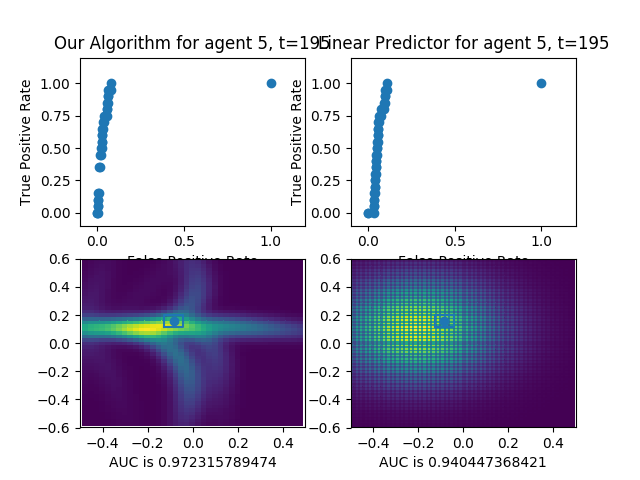 Our Algorithm for agent 5, t=195
Linear Predictor for agent 5, t=195
True Positive Rate
1.00
0.75
0.50
0.25
0.00
0.0 0.5 1.0
False Positive Rate
True Positive Rate
1.00
0.75
0.50
0.25
0.00
0.0 0.5 1.0
False Positive Rate
0.6
0.4
0.2
0.0
−0.2
−0.4
−0.6
−0.4 −0.2 0.0 0.2 0.4
AUC is 0.972315789474
0.6
0.4
0.2
0.0
−0.2
−0.4
−0.6
−0.4 −0.2 0.0 0.2 0.4
AUC is 0.940447368421